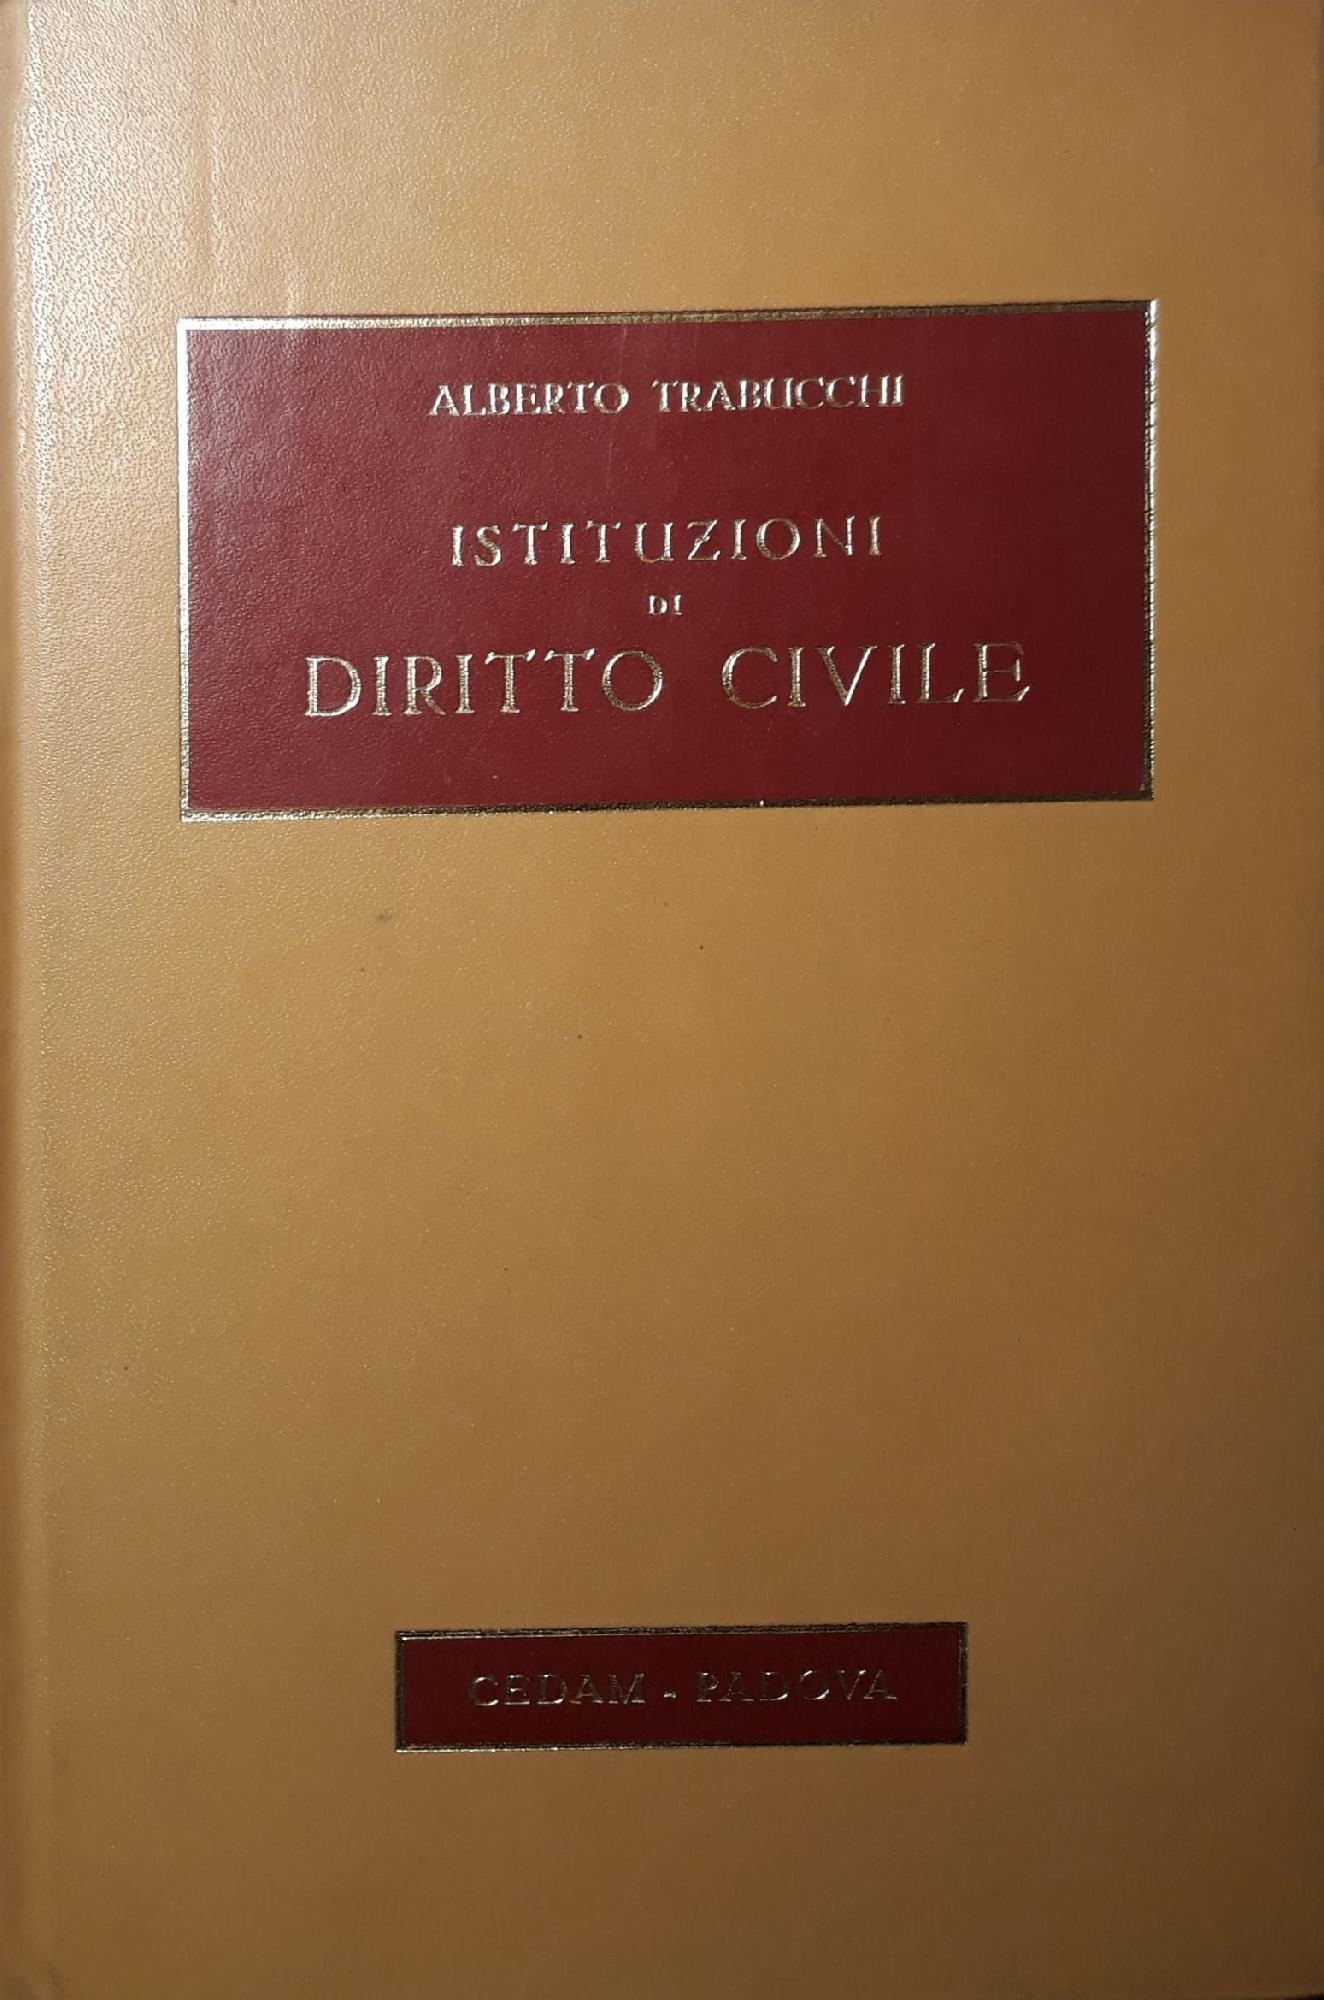 ALBERTO TRABUCCHI
ISTITUZIONI
DI
DIRITTO CIVILE
CEDAM - PADOVA